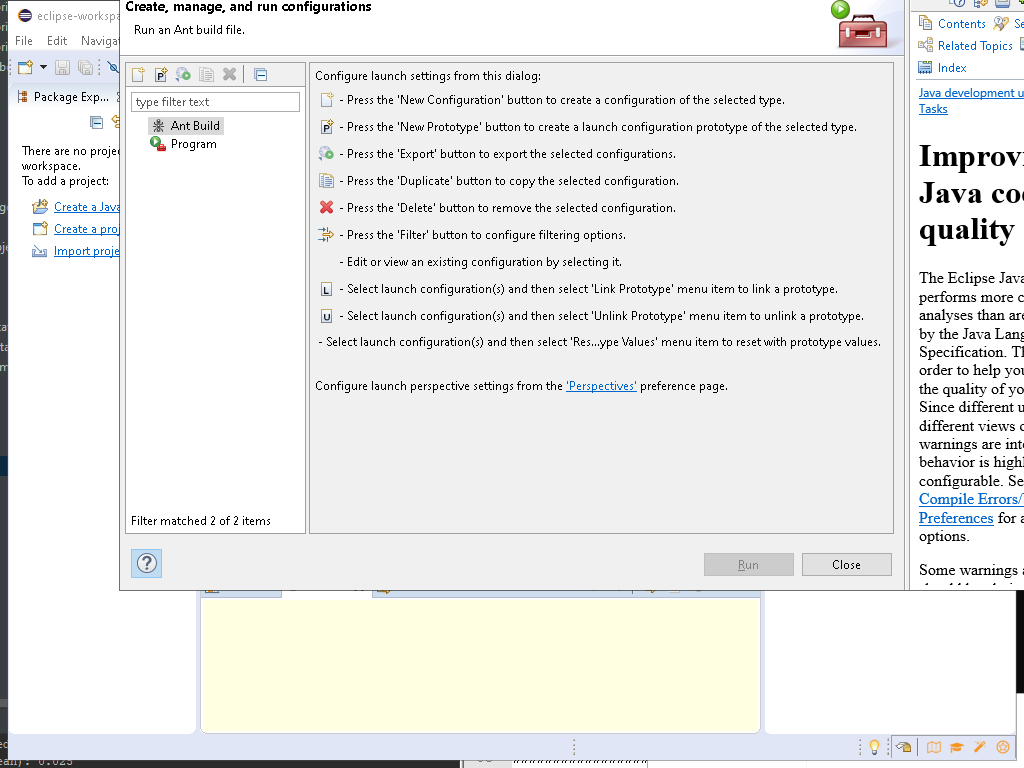 Create, manage, and run configurations
Run an Ant build file.
eclipse-workspa
File Edit Navigat
Package Exp...
There are no projec
workspace.
To add a project:
Create a Java
Create a proj
Import proje
type filter text
Ant Build
Program
Filter matched 2 of 2 items
Configure launch settings from this dialog:
- Press the 'New Configuration' button to create a configuration of the selected type.
P - Press the 'New Prototype' button to create a launch configuration prototype of the selected type.
- Press the 'Export' button to export the selected configurations.
- Press the 'Duplicate' button to copy the selected configuration.
- Press the 'Delete' button to remove the selected configuration.
- Press the 'Filter' button to configure filtering options.
- Edit or view an existing configuration by selecting it.
L - Select launch configuration(s) and then select 'Link Prototype' menu item to link a prototype.
U - Select launch configuration(s) and then select 'Unlink Prototype' menu item to unlink a prototype.
- Select launch configuration(s) and then select 'Res...ype Values' menu item to reset with prototype values.
Configure launch perspective settings from the 'Perspectives' preference page.
?
Run Close
Contents Se
Related Topics
Index
Java development u
Tasks
Improvi
Java co
quality
The Eclipse Java
performs more c
analyses than are
by the Java Lang
Specification. Th
order to help you
the quality of yo
Since different u
different views o
warnings are inte
behavior is highl
configurable. Se
Compile Errors/
Preferences for a
options.
Some warnings a
0.025